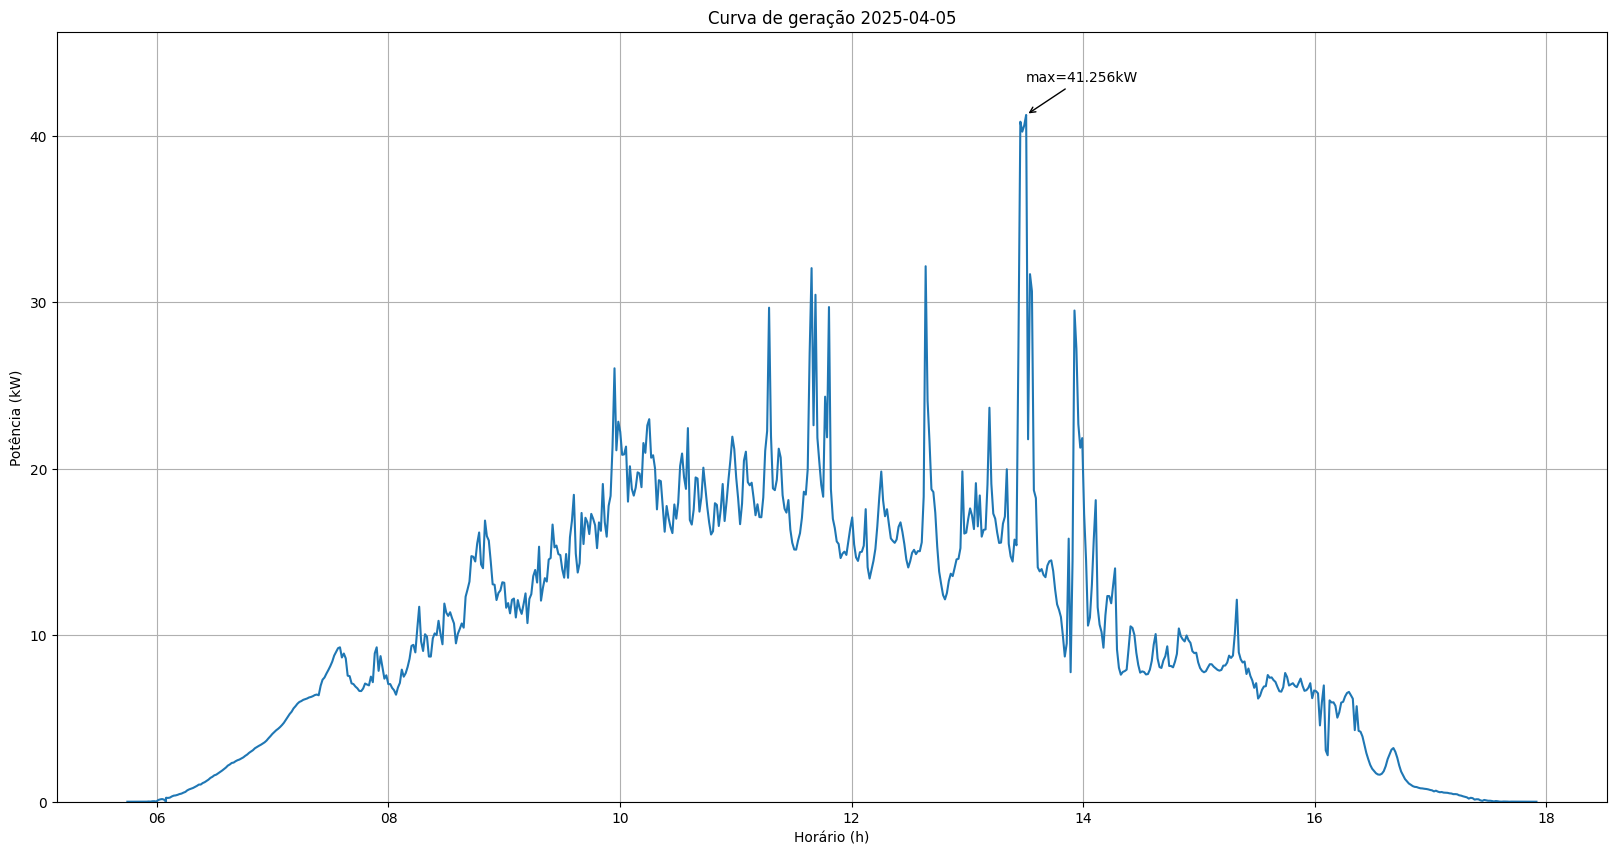 Curva de geração 2025-04-05
max=41.256kW
Potência (kW)
40
30
20
10
0
06 08 10 12 14 16 18
Horário (h)